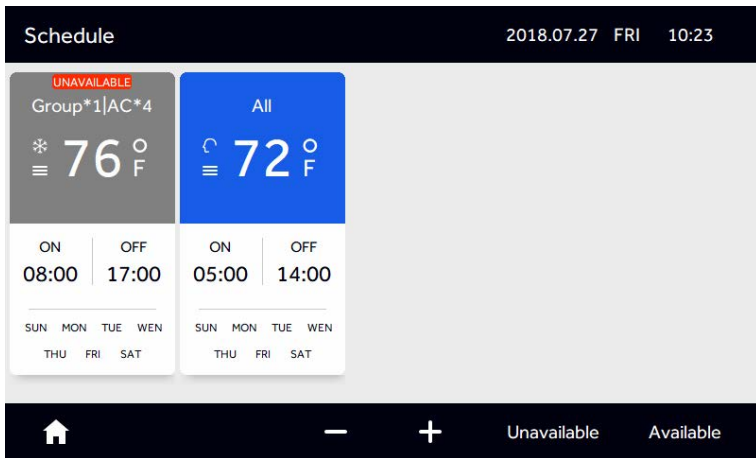 Schedule 2018.07.27 FRI 10:23
UNAVAILABLE
Group*1|AC*4
76 °F
ON OFF
08:00 17:00
SUN MON TUE WEN
THU FRI SAT
All
72 °F
ON OFF
05:00 14:00
SUN MON TUE WEN
THU FRI SAT
Unavailable Available